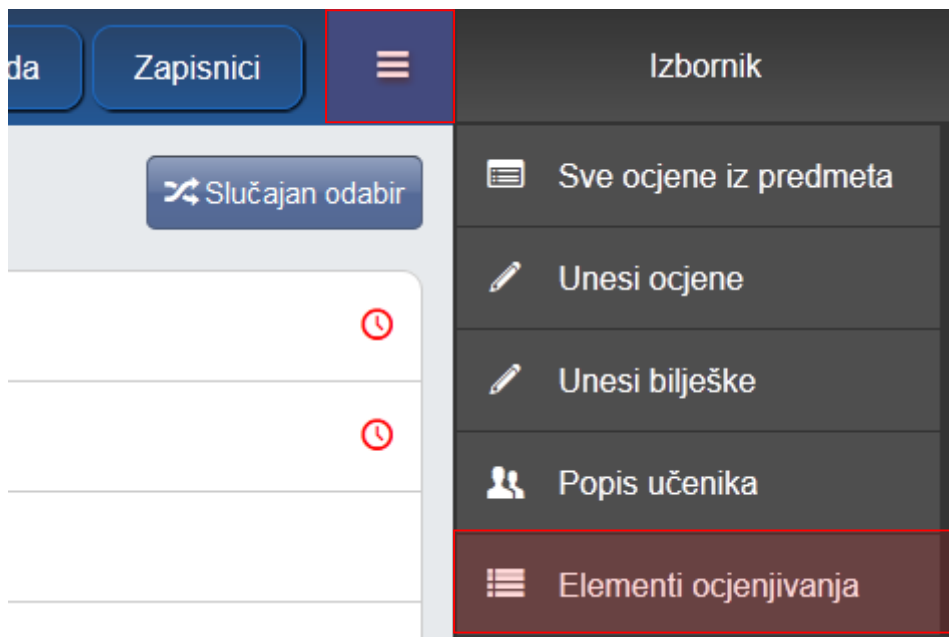 da
Zapisnici
Izbornik
Slučajan odabir
Sve ocjene iz predmeta
Unesi ocjene
Unesi bilješke
Popis učenika
Elementi ocjenjivanja